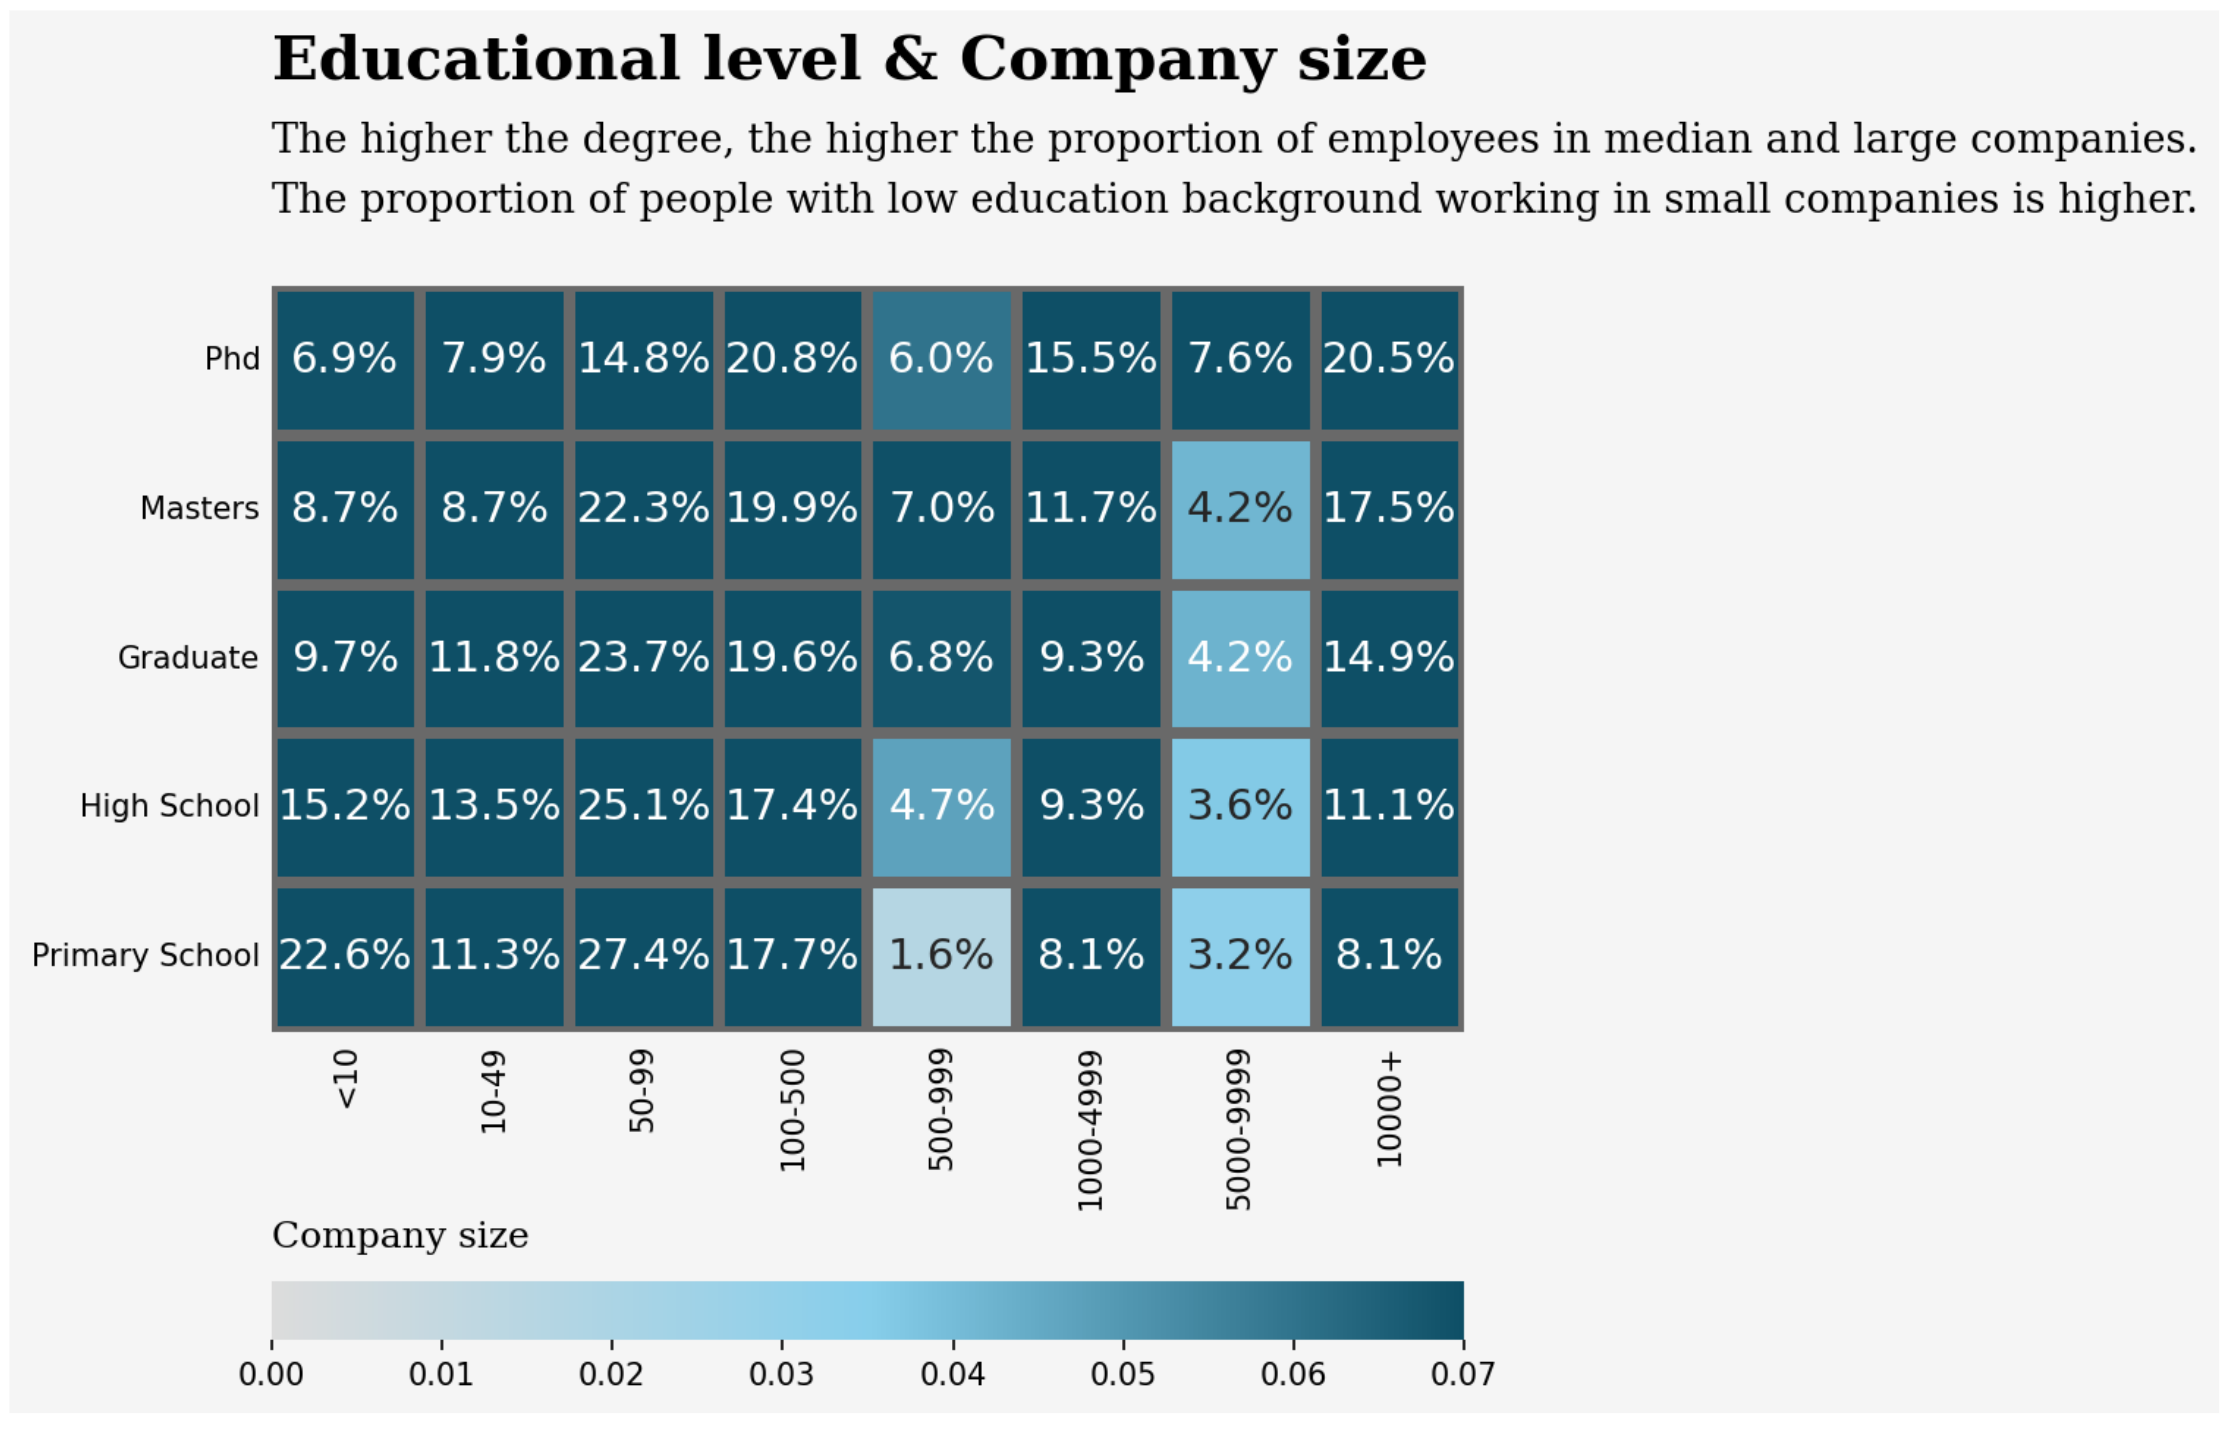 Educational level & Company size
The higher the degree, the higher the proportion of employees in median and large companies.
The proportion of people with low education background working in small companies is higher.
Phd 6.9% 7.9% 14.8% 20.8% 6.0% 15.5% 7.6% 20.5%
Masters 8.7% 8.7% 22.3% 19.9% 7.0% 11.7% 4.2% 17.5%
Graduate 9.7% 11.8% 23.7% 19.6% 6.8% 9.3% 4.2% 14.9%
High School 15.2% 13.5% 25.1% 17.4% 4.7% 9.3% 3.6% 11.1%
Primary School 22.6% 11.3% 27.4% 17.7% 1.6% 8.1% 3.2% 8.1%
<10 10-49 50-99 100-500 500-999 1000-4999 5000-9999 10000+
Company size
0.00 0.01 0.02 0.03 0.04 0.05 0.06 0.07